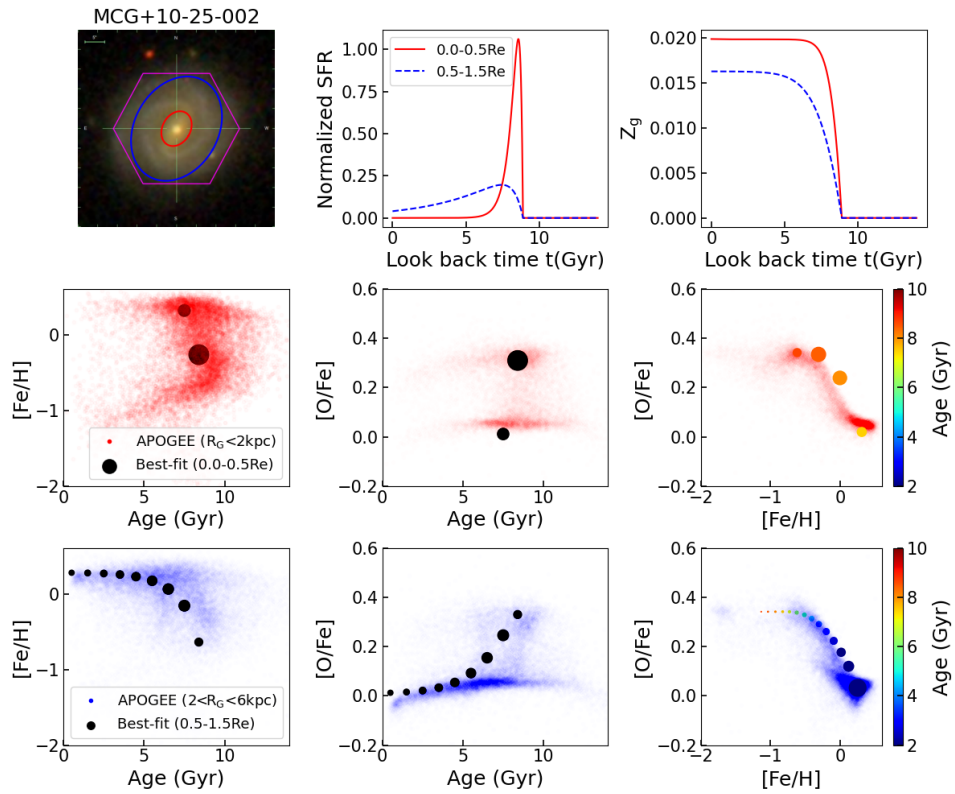 MCG+10-25-002
8"
N
E
W
S
Normalized SFR
1.00
0.75
0.50
0.25
0.00
0.0-0.5Re
0.5-1.5Re
0 5 10
Look back time t(Gyr)
Z_g
0.020
0.015
0.010
0.005
0.000
0 5 10
Look back time t(Gyr)
[Fe/H]
0
−1
−2
APOGEE (R_G<2kpc)
Best-fit (0.0-0.5Re)
0 5 10
Age (Gyr)
[O/Fe]
0.6
0.4
0.2
0.0
−0.2
0 5 10
Age (Gyr)
[O/Fe]
0.6
0.4
0.2
0.0
−0.2
−2 −1 0
[Fe/H]
10
8
6
4
2
Age (Gyr)
[Fe/H]
0
−1
−2
APOGEE (2<R_G<6kpc)
Best-fit (0.5-1.5Re)
0 5 10
Age (Gyr)
[O/Fe]
0.6
0.4
0.2
0.0
−0.2
0 5 10
Age (Gyr)
[O/Fe]
0.6
0.4
0.2
0.0
−0.2
−2 −1 0
[Fe/H]
10
8
6
4
2
Age (Gyr)